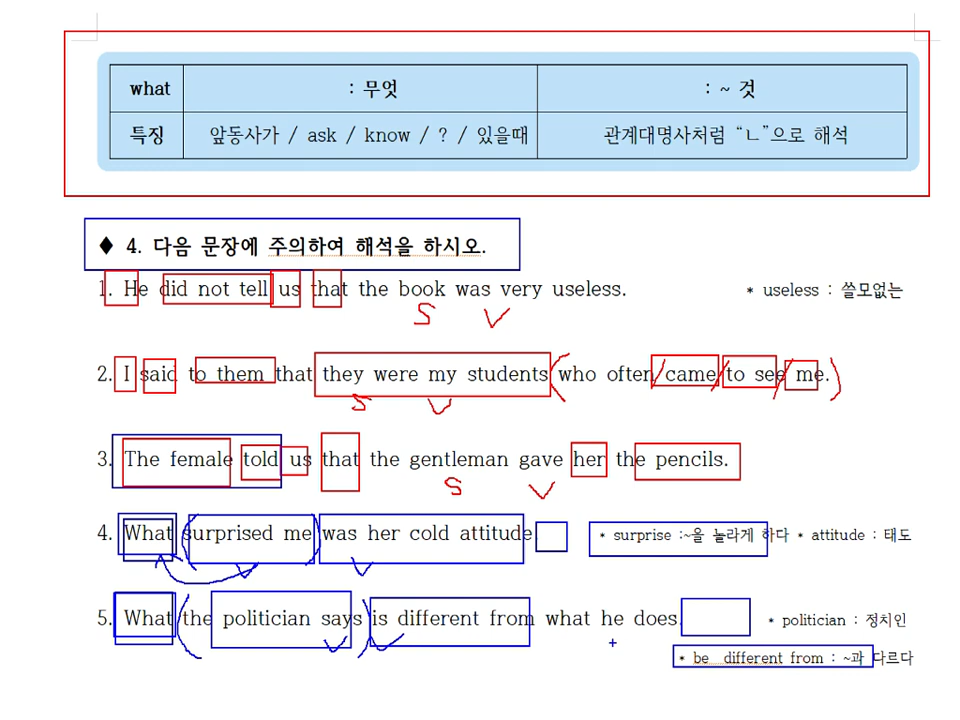 what : 무엇 : ~ 것
특징 앞동사가 / ask / know / ? / 있을때 관계대명사처럼 “ㄴ”으로 해석
◆ 4. 다음 문장에 주의하여 해석을 하시오.
1. He did not tell us that the book was very useless. * useless : 쓸모없는
S V
2. I said to them that they were my students who often came to see me.
S V
3. The female told us that the gentleman gave her the pencils.
S V
4. What surprised me was her cold attitude. * surprise :~을 놀라게 하다 * attitude : 태도
5. What the politician says is different from what he does. * politician : 정치인
* be different from : ~과 다르다